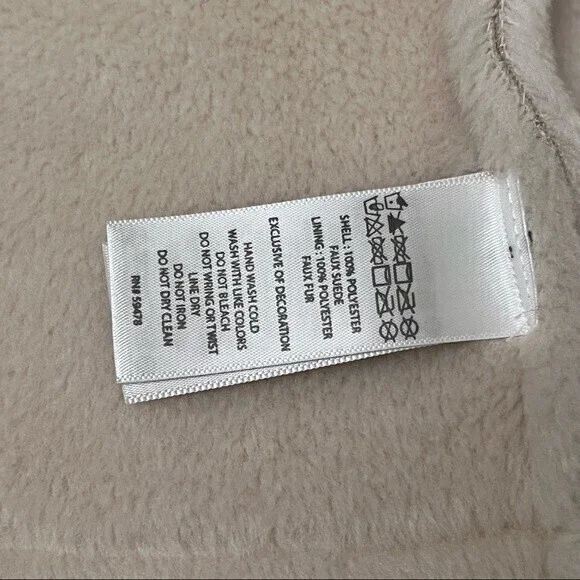 SHELL : 100% POLYESTER
FAUX SUEDE
LINING : 100% POLYESTER
FAUX FUR
EXCLUSIVE OF DECORATION
HAND WASH COLD
WASH WITH LIKE COLORS
DO NOT BLEACH
DO NOT WRING OR TWIST
LINE DRY
DO NOT IRON
DO NOT DRY CLEAN
RN# 59478